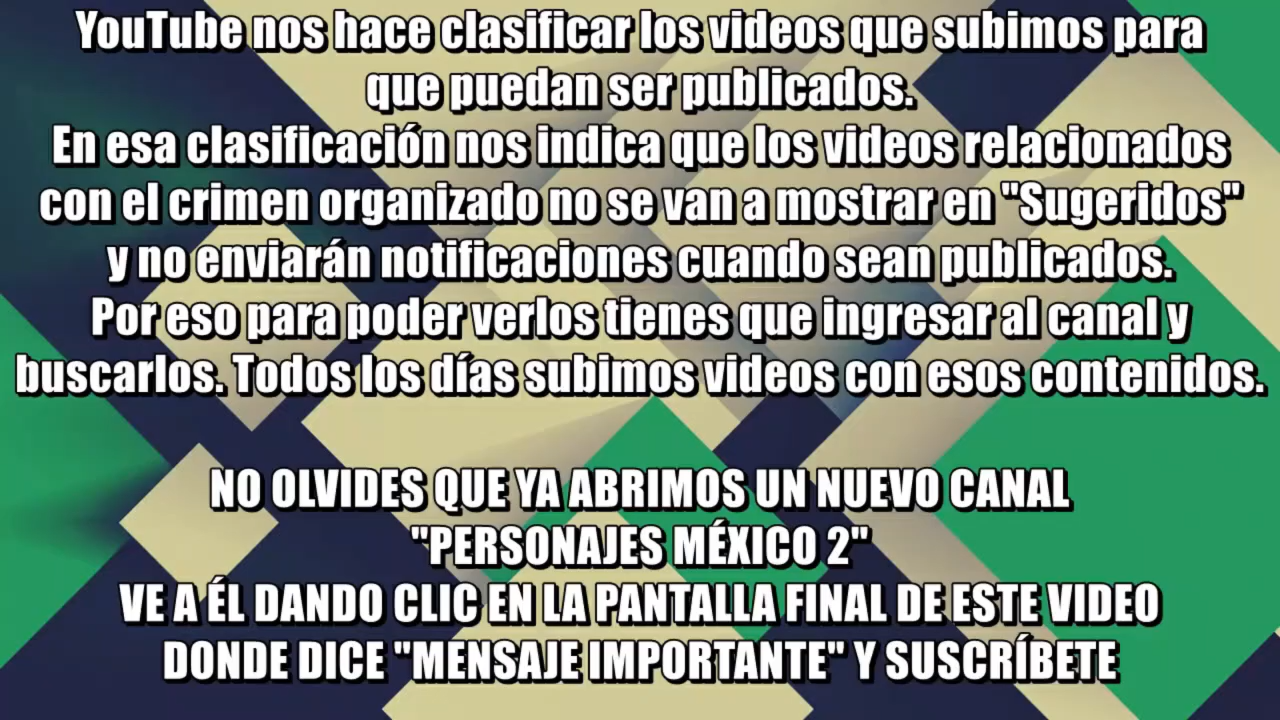 YouTube nos hace clasificar los videos que subimos para
que puedan ser publicados.
En esa clasificación nos indica que los videos relacionados
con el crimen organizado no se van a mostrar en "Sugeridos"
y no enviarán notificaciones cuando sean publicados.
Por eso para poder verlos tienes que ingresar al canal y
buscarlos. Todos los días subimos videos con esos contenidos.
NO OLVIDES QUE YA ABRIMOS UN NUEVO CANAL
"PERSONAJES MÉXICO 2"
VE A ÉL DANDO CLIC EN LA PANTALLA FINAL DE ESTE VIDEO
DONDE DICE "MENSAJE IMPORTANTE" Y SUSCRÍBETE